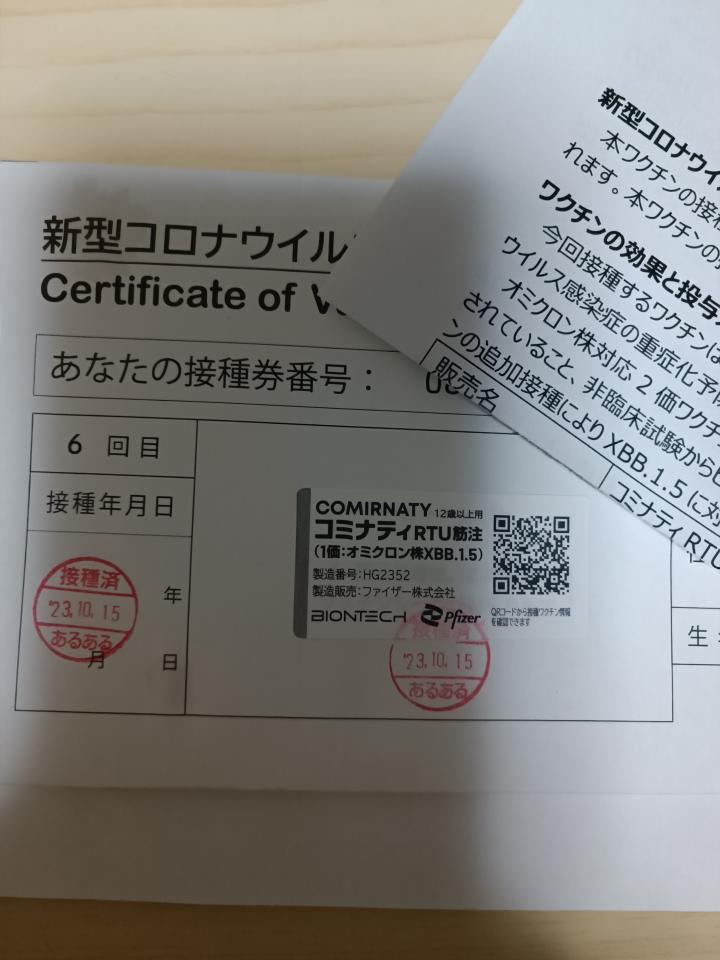 新型コロナウイル
Certificate of V
あなたの接種券番号：
6 回目
接種年月日
年
月
日
接種済
'23.10.15
あるある
COMIRNATY 12歳以上用
コミナティRTU筋注
(1価:オミクロン株XBB.1.5)
製造番号:HG2352
製造販売:ファイザー株式会社
BIONTECH Pfizer
QRコードから接種ワクチン情報
を確認できます
接種済
'23.10.15
あるある
生
新型コロナウイ
本ワクチンの接
れます。本ワクチンの
ワクチンの効果と投与
今回接種するワクチンは
ウイルス感染症の重症化予
オミクロン株対応2価ワクチ
されていること、非臨床試験から
ンの追加接種によりXBB.1.5に対
販売名
コミナティRTU